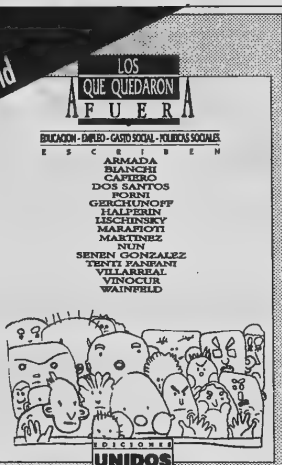 LOS
QUE QUEDARON
AFUERA
EDUCACION - EMPLEO - GASTO SOCIAL - POLITICAS SOCIALES
ESCRIBEN
ARMADA
BIANCHI
CAFIERO
DOS SANTOS
FORNI
GERCHUNOFF
HALPERIN
LISCHINSKY
MARAFIOTI
MARTINEZ
NUN
SENEN GONZALEZ
TENTI FANFANI
VILLARREAL
VINOCUR
WAINFELD
EDICIONES
UNIDOS